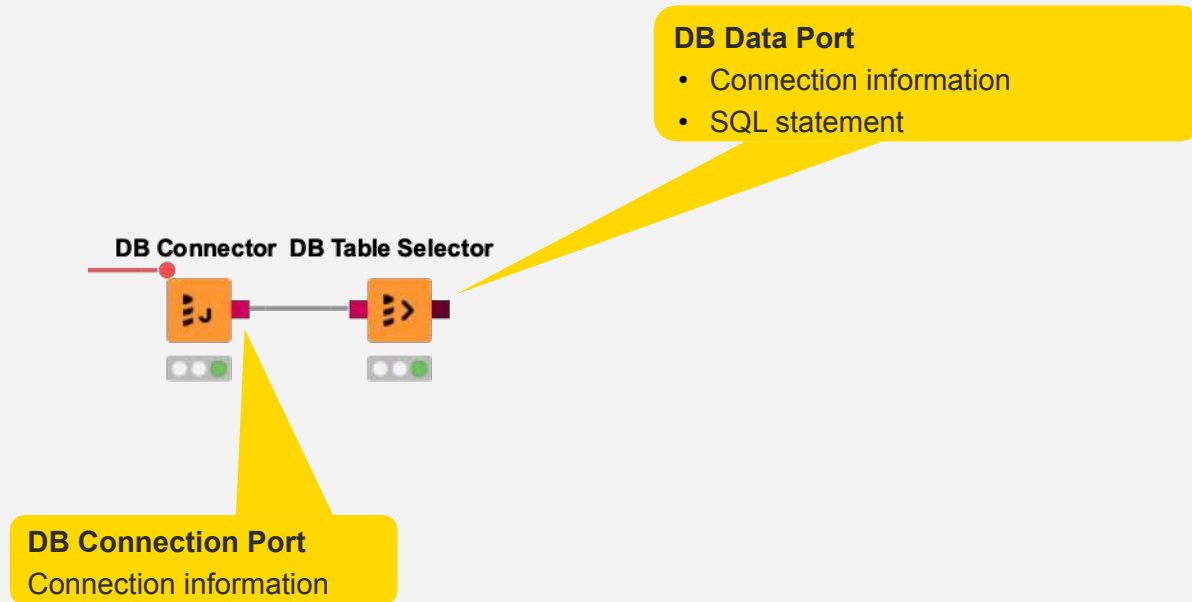 DB Data Port
• Connection information
• SQL statement
DB Connector DB Table Selector
J
DB Connection Port
Connection information